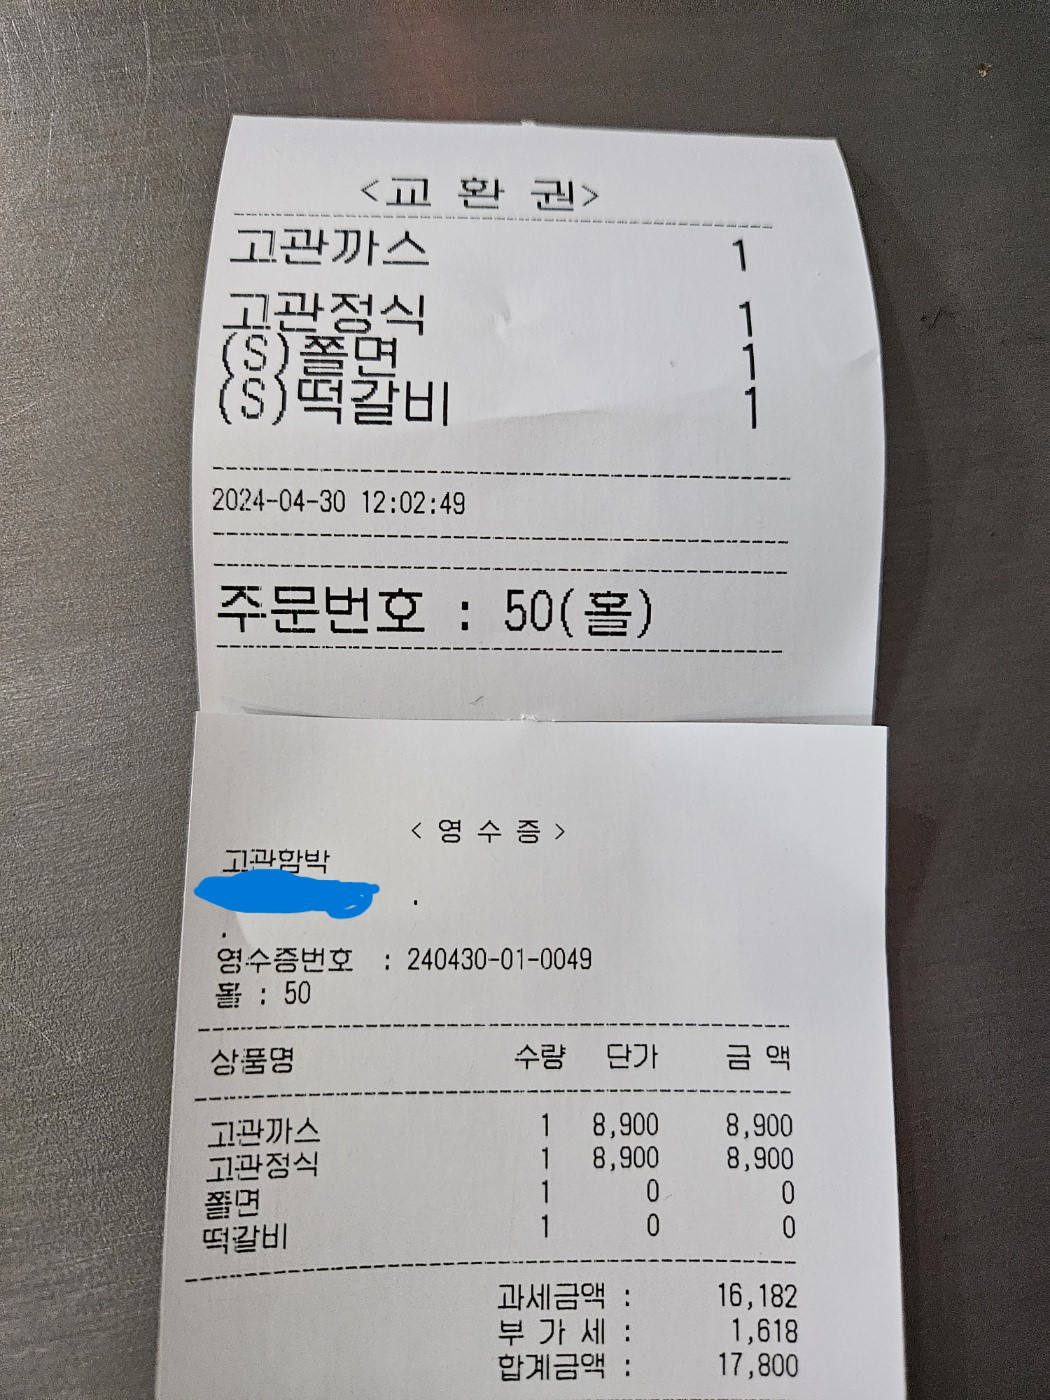 <교 환 권>
고관까스 1
고관정식 1
(S)쫄면 1
(S)떡갈비 1
2024-04-30 12:02:49
주문번호 : 50(홀)
<영 수 증>
고관함박
.
.
영수증번호 : 240430-01-0049
홀 : 50
상품명 수량 단가 금 액
고관까스 1 8,900 8,900
고관정식 1 8,900 8,900
쫄면 1 0 0
떡갈비 1 0 0
과세금액 : 16,182
부 가 세 : 1,618
합계금액 : 17,800